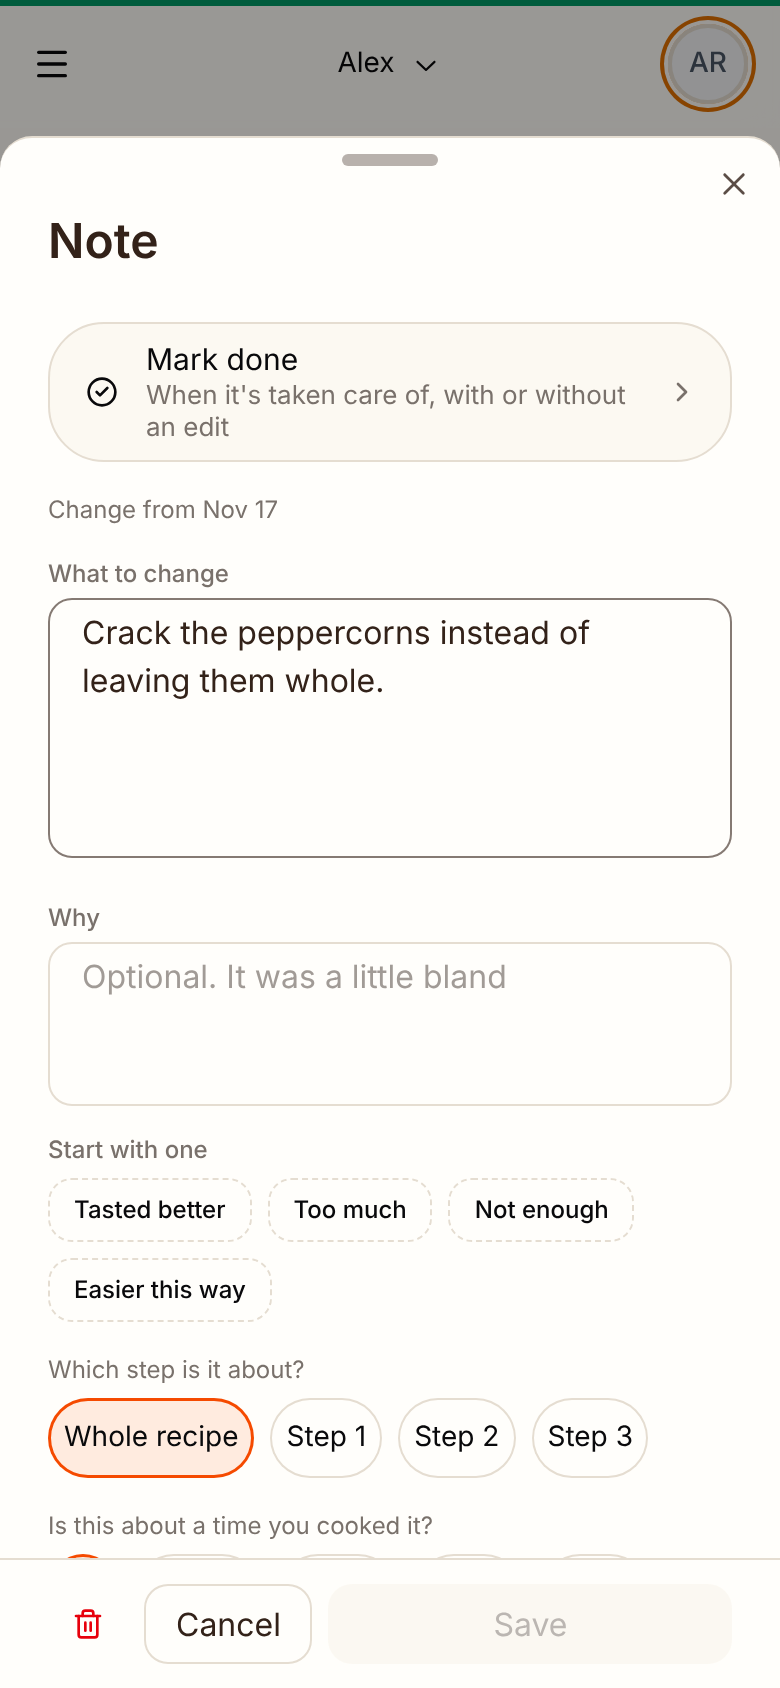 Alex
AR
Note
Mark done
When it's taken care of, with or without
an edit
Change from Nov 17
What to change
Crack the peppercorns instead of
leaving them whole.
Why
Optional. It was a little bland
Start with one
Tasted better
Too much
Not enough
Easier this way
Which step is it about?
Whole recipe
Step 1
Step 2
Step 3
Is this about a time you cooked it?
Cancel
Save